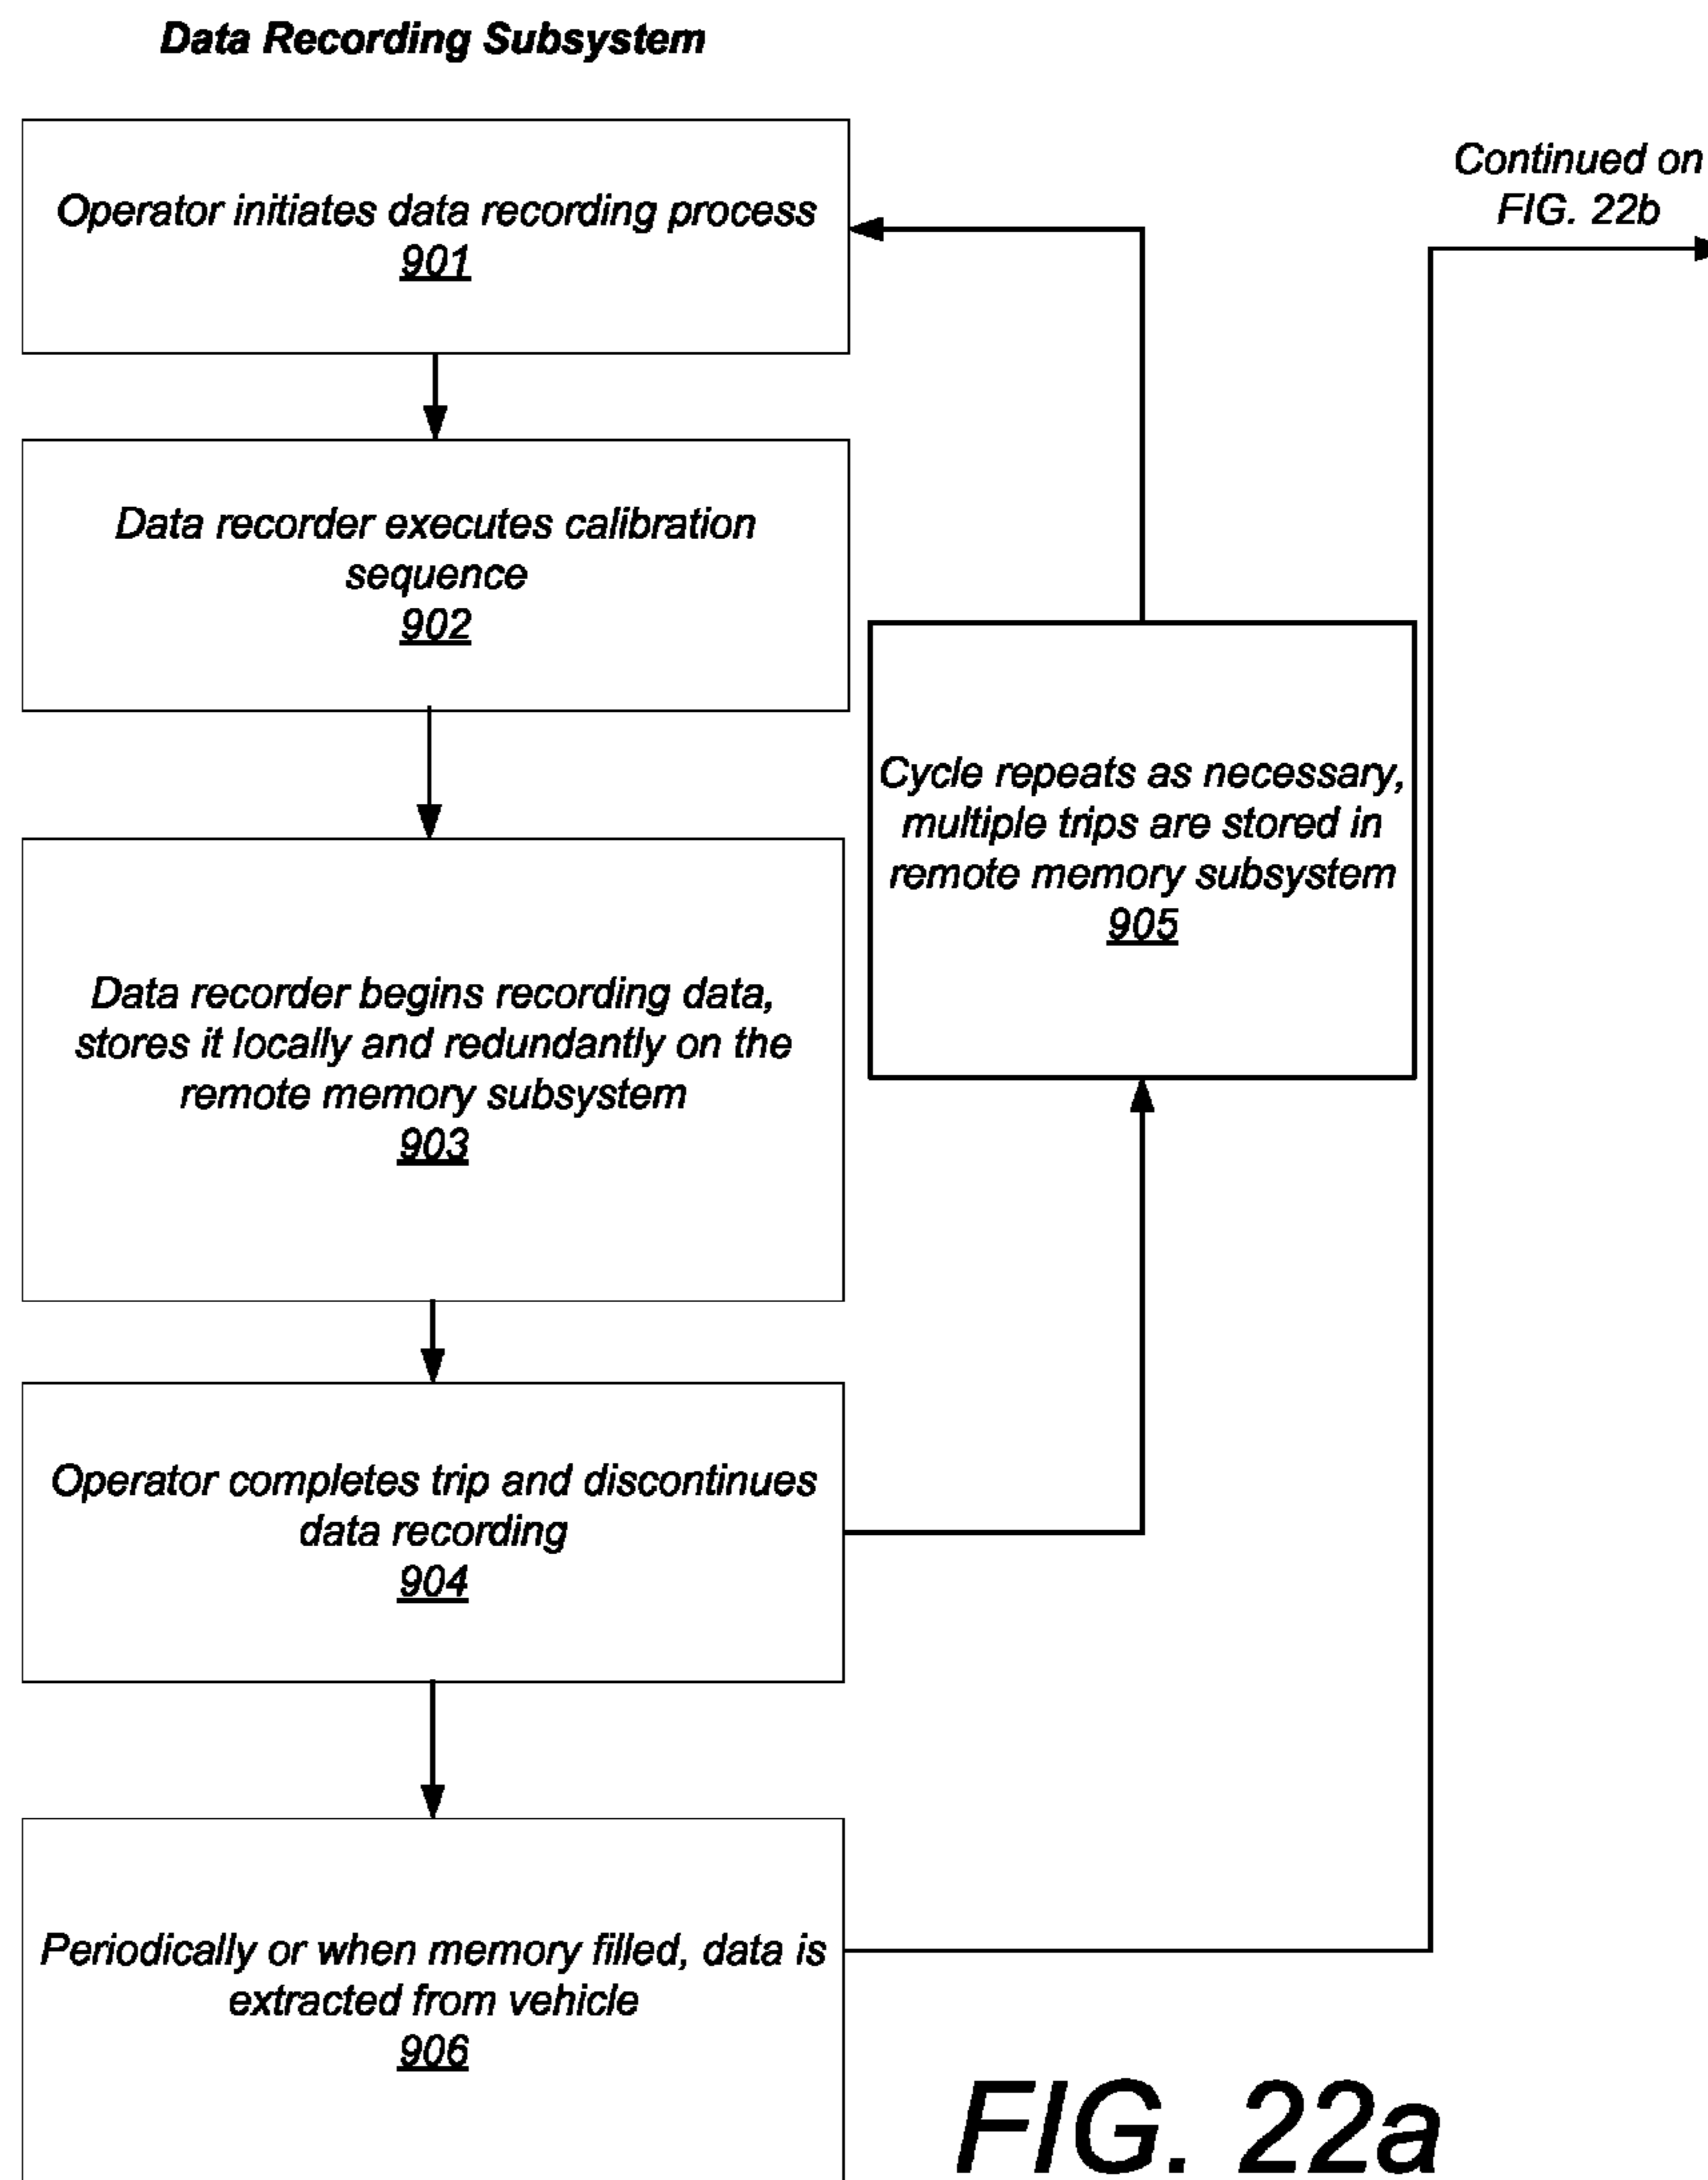 Data Recording Subsystem
Operator initiates data recording process
901
Continued on
FIG. 22b
Data recorder executes calibration
sequence
902
Cycle repeats as necessary,
multiple trips are stored in
remote memory subsystem
905
Data recorder begins recording data,
stores it locally and redundantly on the
remote memory subsystem
903
Operator completes trip and discontinues
data recording
904
Periodically or when memory filled, data is
extracted from vehicle
906
FIG. 22a